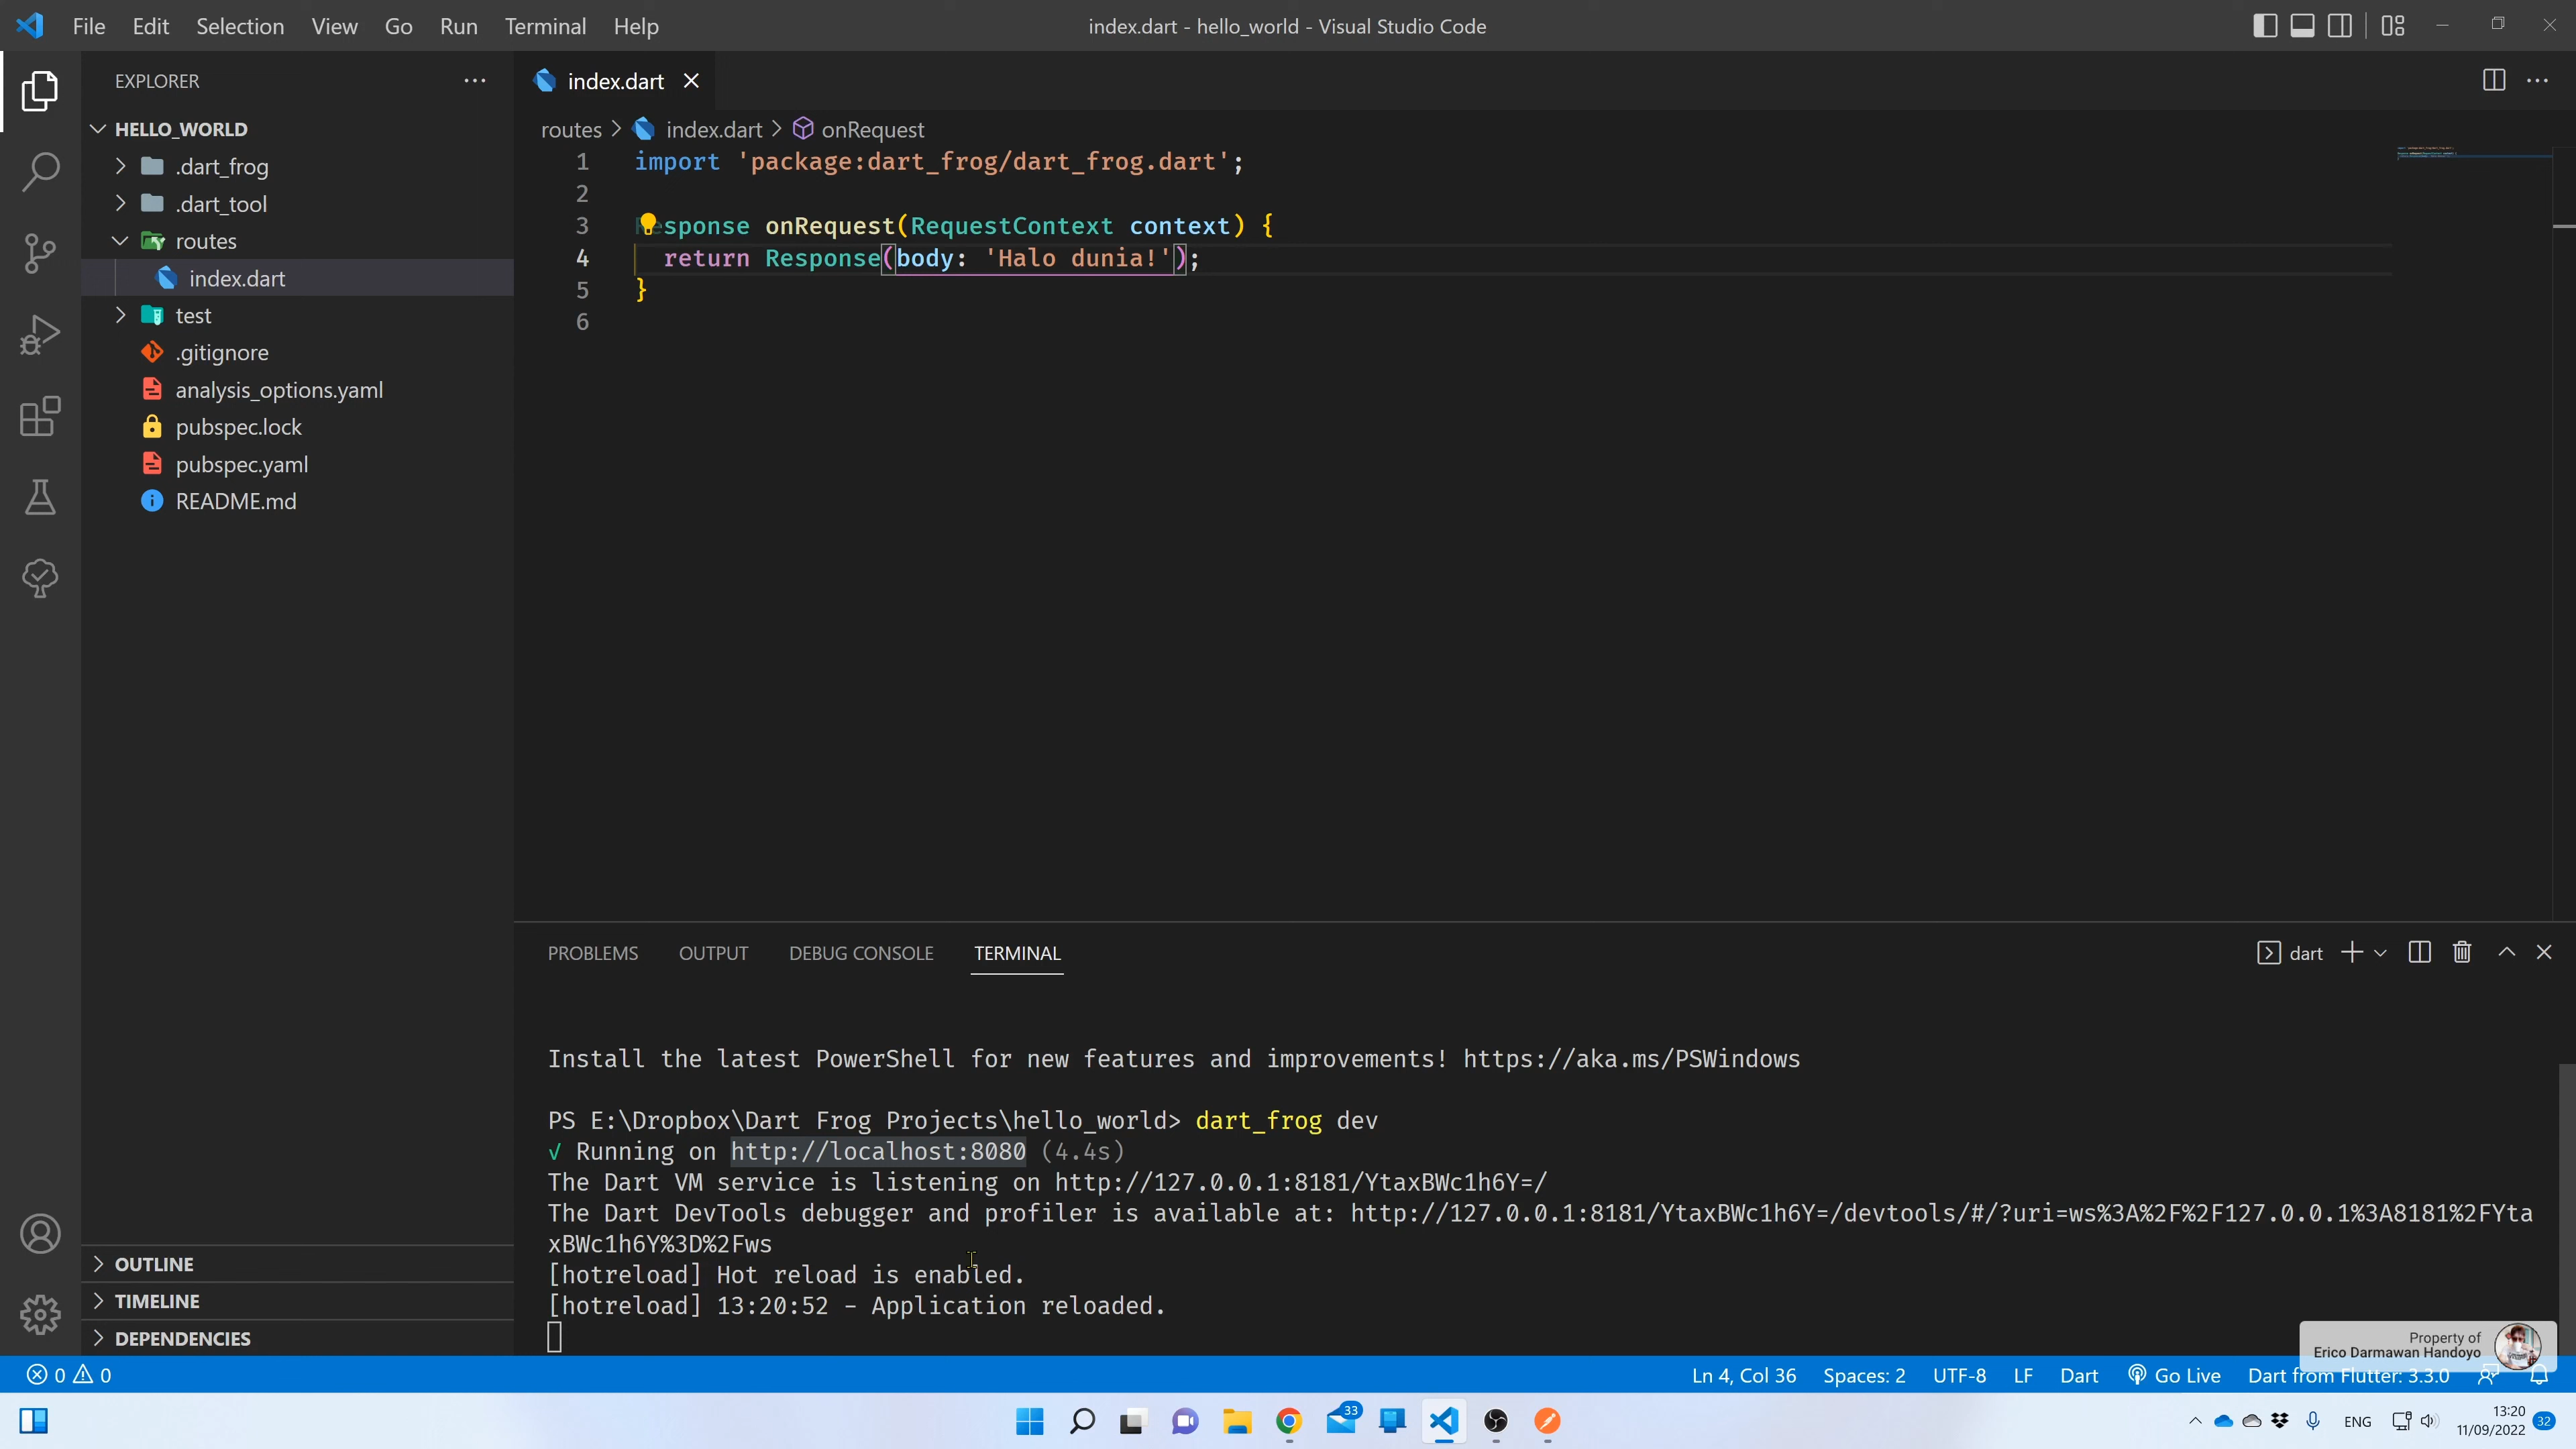 File Edit Selection View Go Run Terminal Help
index.dart - hello_world - Visual Studio Code
EXPLORER
HELLO_WORLD
.dart_frog
.dart_tool
routes
index.dart
test
.gitignore
analysis_options.yaml
pubspec.lock
pubspec.yaml
README.md
OUTLINE
TIMELINE
DEPENDENCIES
index.dart
routes > index.dart > onRequest
1 import 'package:dart_frog/dart_frog.dart';
2
3 Response onRequest(RequestContext context) {
4 return Response(body: 'Halo dunia!');
5 }
6
PROBLEMS OUTPUT DEBUG CONSOLE TERMINAL
dart
Install the latest PowerShell for new features and improvements! https://aka.ms/PSWindows
PS E:\Dropbox\Dart Frog Projects\hello_world> dart_frog dev
√ Running on http://localhost:8080 (4.4s)
The Dart VM service is listening on http://127.0.0.1:8181/YtaxBWc1h6Y=/
The Dart DevTools debugger and profiler is available at: http://127.0.0.1:8181/YtaxBWc1h6Y=/devtools/#/?uri=ws%3A%2F%2F127.0.0.1%3A8181%2FYta
xBWc1h6Y%3D%2Fws
[hotreload] Hot reload is enabled.
[hotreload] 13:20:52 - Application reloaded.
Property of
Erico Darmawan Handoyo
0 0
Ln 4, Col 36 Spaces: 2 UTF-8 LF Dart Go Live Dart from Flutter: 3.3.0
33
ENG
13:20
11/09/2022
32